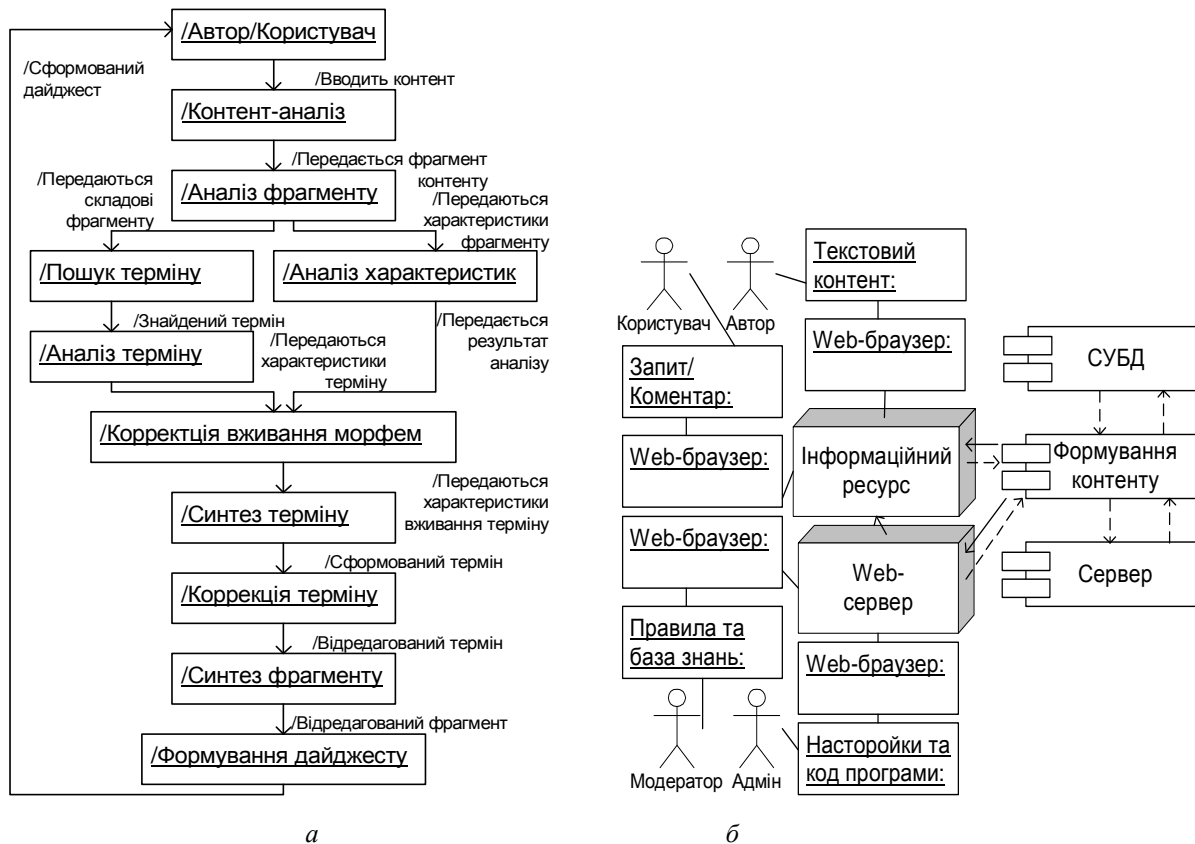 /Автор/Користувач
/Сформований
дайджест
/Вводить контент
/Контент-аналіз
/Передається фрагмент
контенту
/Передаються
складові
фрагменту
/Аналіз фрагменту
/Передаються
характеристики
фрагменту
/Пошук терміну
/Аналіз характеристик
/Знайдений термін
/Аналіз терміну
/Передаються
характеристики
терміну
/Передається
результат
аналізу
/Корректція вживання морфем
/Передаються
характеристики
вживання терміну
/Синтез терміну
/Сформований термін
/Коррекція терміну
/Відредагований термін
/Синтез фрагменту
/Відредагований фрагмент
/Формування дайджесту
а
Користувач
Автор
Текстовий
контент:
Web-браузер:
Запит/
Коментар:
Web-браузер:
Інформаційний
ресурс
СУБД
Формування
контенту
Сервер
Web-браузер:
Web-
сервер
Правила та
база знань:
Web-браузер:
Модератор
Адмін
Насторойки та
код програми:
б